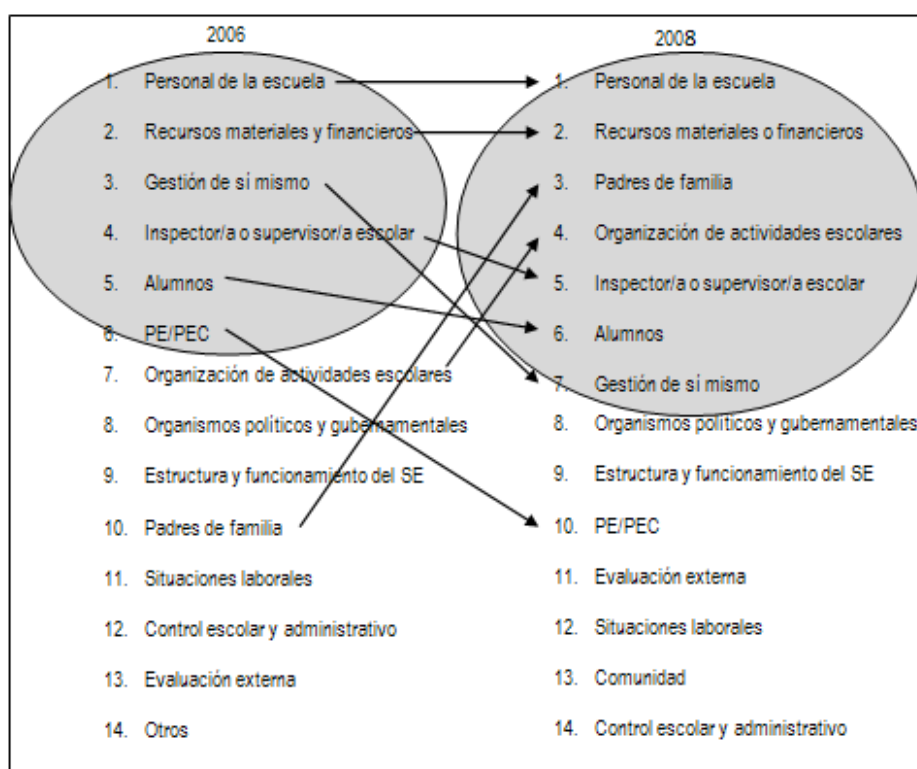 2006
1. Personal de la escuela
2. Recursos materiales y financieros
3. Gestión de sí mismo
4. Inspector/a o supervisor/a escolar
5. Alumnos
6. PE/PEC
7. Organización de actividades escolares
8. Organismos políticos y gubernamentales
9. Estructura y funcionamiento del SE
10. Padres de familia
11. Situaciones laborales
12. Control escolar y administrativo
13. Evaluación externa
14. Otros
2008
1. Personal de la escuela
2. Recursos materiales o financieros
3. Padres de familia
4. Organización de actividades escolares
5. Inspector/a o supervisor/a escolar
6. Alumnos
7. Gestión de sí mismo
8. Organismos políticos y gubernamentales
9. Estructura y funcionamiento del SE
10. PE/PEC
11. Evaluación externa
12. Situaciones laborales
13. Comunidad
14. Control escolar y administrativo